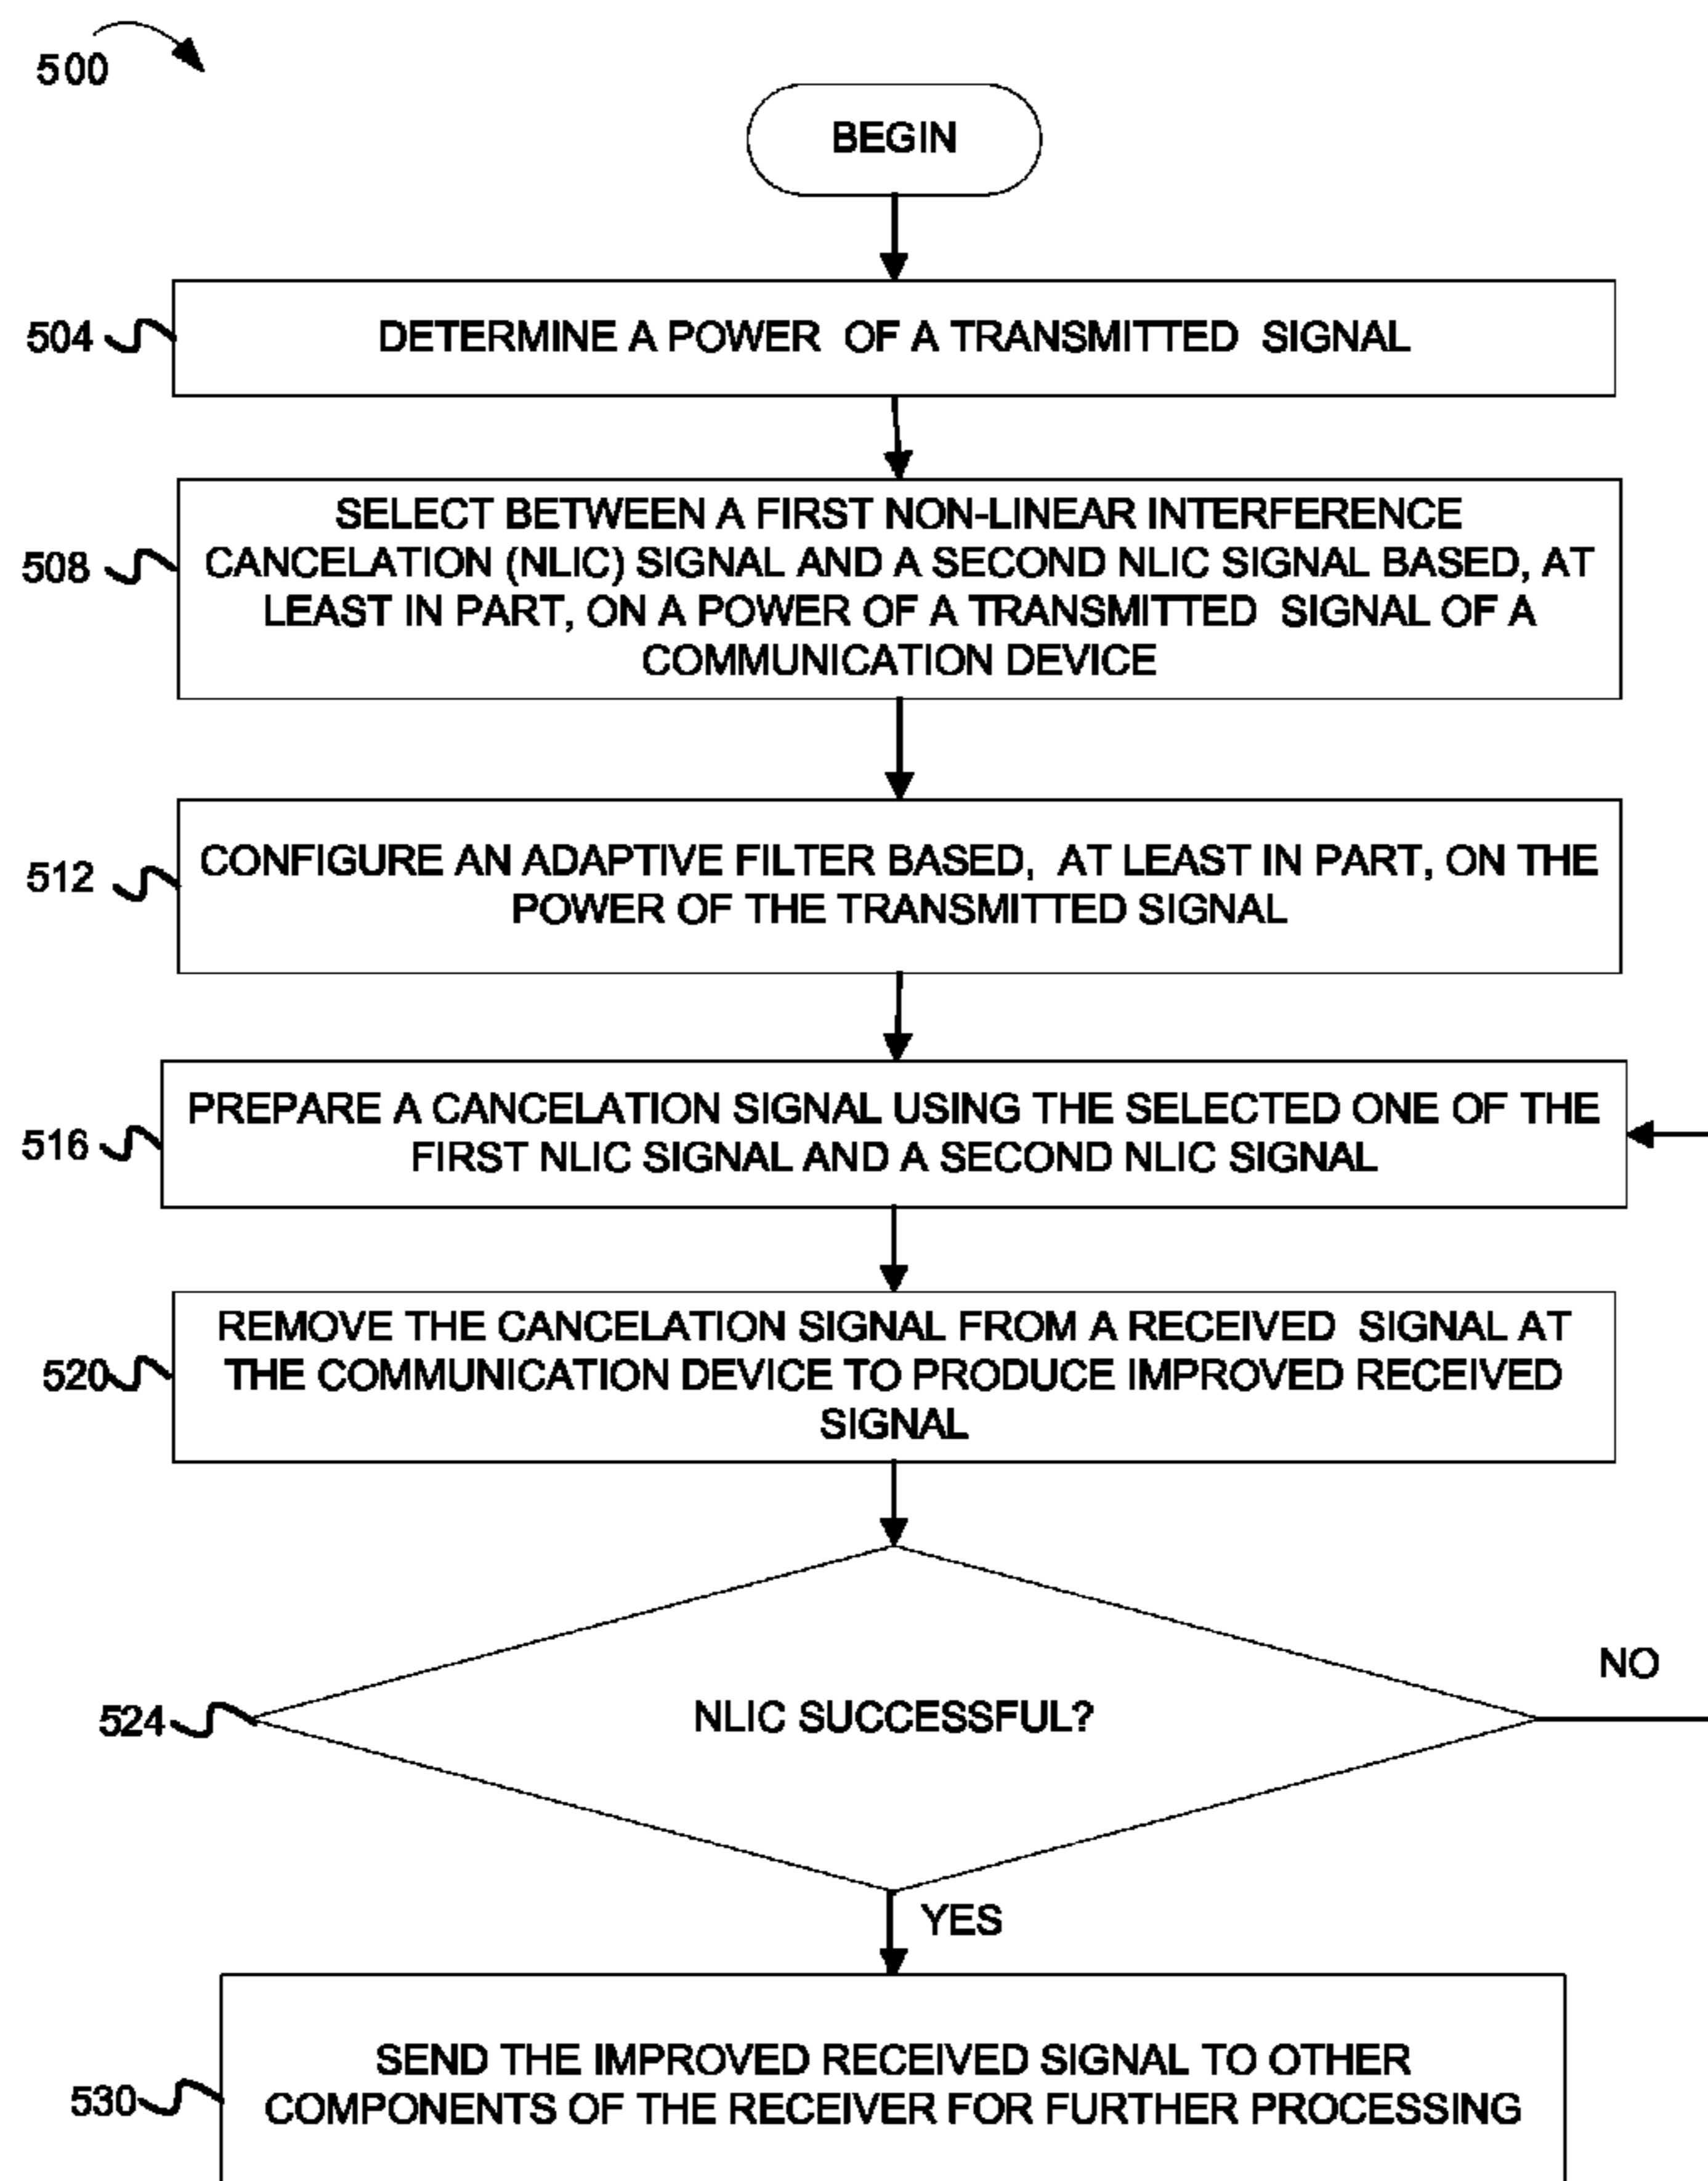 500
BEGIN
504
DETERMINE A POWER OF A TRANSMITTED SIGNAL
508
SELECT BETWEEN A FIRST NON-LINEAR INTERFERENCE
CANCELATION (NLIC) SIGNAL AND A SECOND NLIC SIGNAL BASED, AT
LEAST IN PART, ON A POWER OF A TRANSMITTED SIGNAL OF A
COMMUNICATION DEVICE
512
CONFIGURE AN ADAPTIVE FILTER BASED, AT LEAST IN PART, ON THE
POWER OF THE TRANSMITTED SIGNAL
516
PREPARE A CANCELATION SIGNAL USING THE SELECTED ONE OF THE
FIRST NLIC SIGNAL AND A SECOND NLIC SIGNAL
520
REMOVE THE CANCELATION SIGNAL FROM A RECEIVED SIGNAL AT
THE COMMUNICATION DEVICE TO PRODUCE IMPROVED RECEIVED
SIGNAL
524
NLIC SUCCESSFUL?
NO
YES
530
SEND THE IMPROVED RECEIVED SIGNAL TO OTHER
COMPONENTS OF THE RECEIVER FOR FURTHER PROCESSING